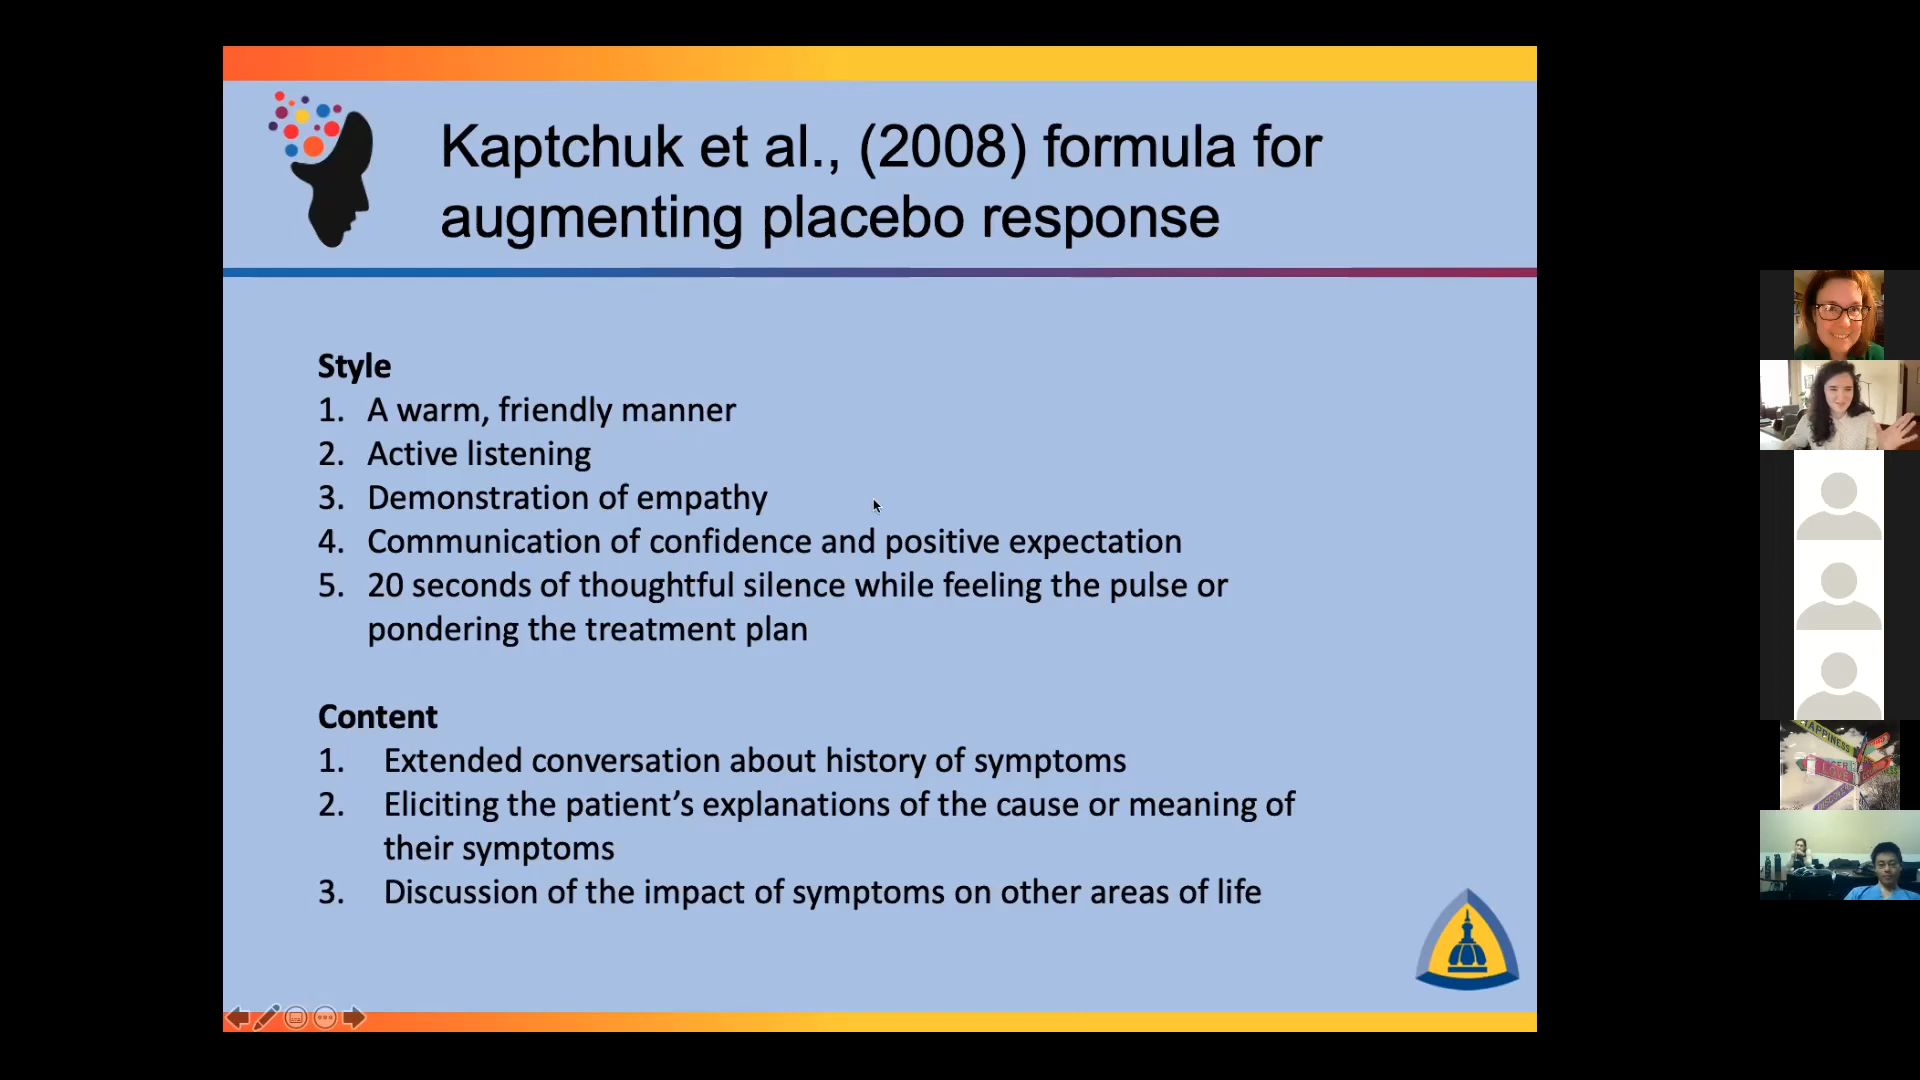 Kaptchuk et al., (2008) formula for
augmenting placebo response
Style
1. A warm, friendly manner
2. Active listening
3. Demonstration of empathy
4. Communication of confidence and positive expectation
5. 20 seconds of thoughtful silence while feeling the pulse or
pondering the treatment plan
Content
1. Extended conversation about history of symptoms
2. Eliciting the patient’s explanations of the cause or meaning of
their symptoms
3. Discussion of the impact of symptoms on other areas of life
HAPPINESS
LOVE